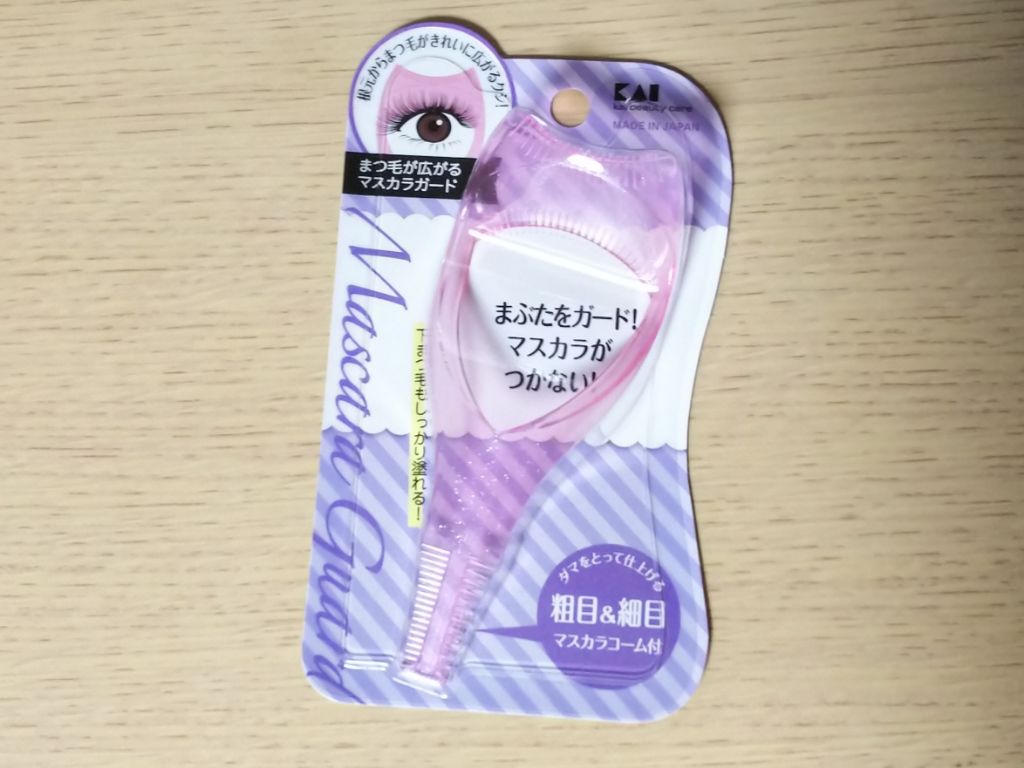 根元からまつ毛がきれいに広がるクシ!
KAI
kai beauty care
MADE IN JAPAN
まつ毛が広がる
マスカラガード
Mascara Guard
まぶたをガード!
マスカラが
つかない!
下まつ毛もしっかり塗れる!
ダマをとって仕上げる
粗目&細目
マスカラコーム付